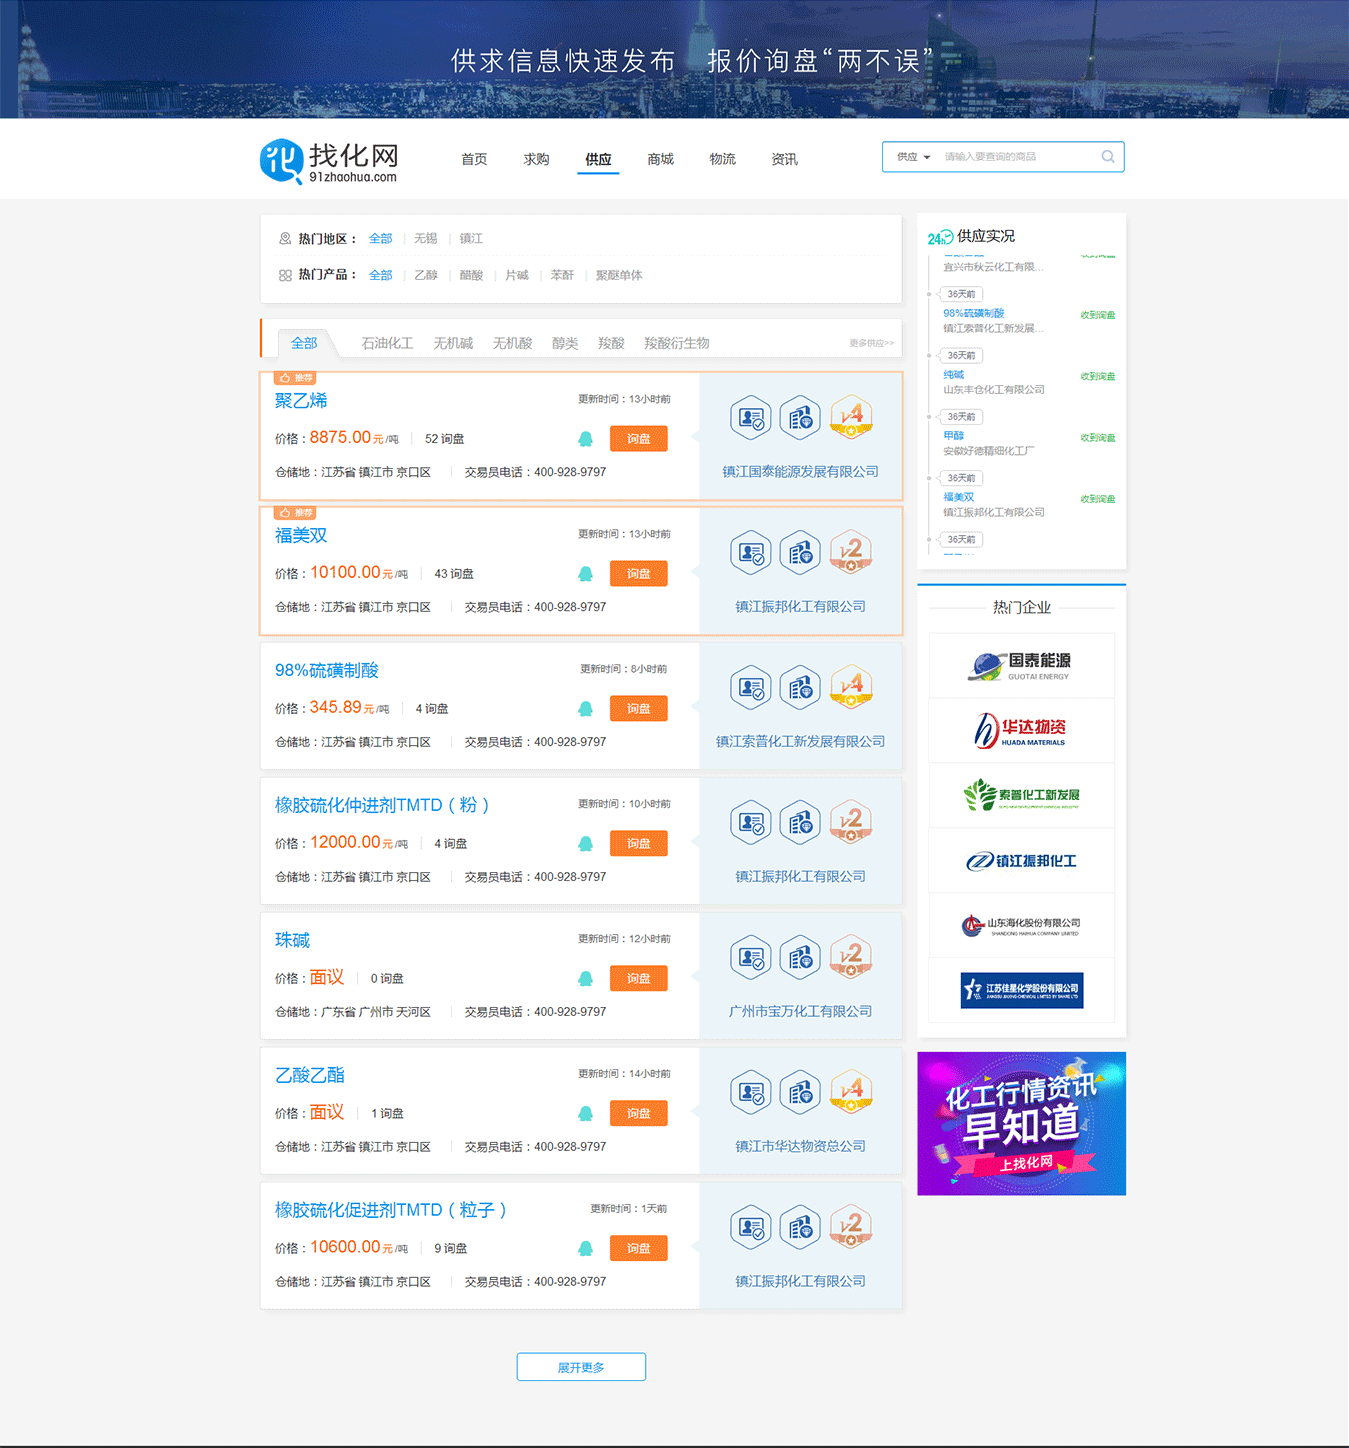 供求信息快速发布 报价询盘“两不误”
找化网
91zhaohua.com
首页 求购 供应 商城 物流 资讯
供应 请输入要查询的商品
热门地区： 全部 无锡 镇江
热门产品： 全部 乙醇 醋酸 片碱 苯酐 聚醚单体
全部 石油化工 无机碱 无机酸 醇类 羧酸 羧酸衍生物 更多供应>>
推荐
聚乙烯 更新时间：13小时前
价格：8875.00元/吨 52 询盘 询盘
仓储地：江苏省 镇江市 京口区 交易员电话：400-928-9797
V4
镇江国泰能源发展有限公司
推荐
福美双 更新时间：13小时前
价格：10100.00元/吨 43 询盘 询盘
仓储地：江苏省 镇江市 京口区 交易员电话：400-928-9797
V2
镇江振邦化工有限公司
98%硫磺制酸 更新时间：8小时前
价格：345.89元/吨 4 询盘 询盘
仓储地：江苏省 镇江市 京口区 交易员电话：400-928-9797
V4
镇江索普化工新发展有限公司
橡胶硫化仲进剂TMTD（粉） 更新时间：10小时前
价格：12000.00元/吨 4 询盘 询盘
仓储地：江苏省 镇江市 京口区 交易员电话：400-928-9797
V2
镇江振邦化工有限公司
珠碱 更新时间：12小时前
价格：面议 0 询盘 询盘
仓储地：广东省 广州市 天河区 交易员电话：400-928-9797
V2
广州市宝万化工有限公司
乙酸乙酯 更新时间：14小时前
价格：面议 1 询盘 询盘
仓储地：江苏省 镇江市 京口区 交易员电话：400-928-9797
V4
镇江市华达物资总公司
橡胶硫化促进剂TMTD（粒子） 更新时间：1天前
价格：10600.00元/吨 9 询盘 询盘
仓储地：江苏省 镇江市 京口区 交易员电话：400-928-9797
V2
镇江振邦化工有限公司
展开更多
24h 供应实况
宜兴市秋云化工有限...
36天前
98%硫磺制酸 收到询盘
镇江索普化工新发展...
36天前
纯碱 收到询盘
山东丰仓化工有限公司
36天前
甲醇 收到询盘
安徽好德精细化工厂
36天前
福美双 收到询盘
镇江振邦化工有限公司
36天前
热门企业
国泰能源
GUOTAI ENERGY
华达物资
HUADA MATERIALS
索普化工新发展
镇江振邦化工
山东海化股份有限公司
SHANDONG HAIHUA COMPANY LIMITED
江苏佳星化学股份有限公司
化工行情资讯
早知道
上找化网